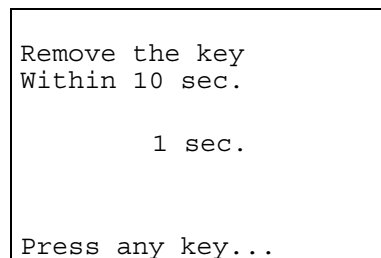 Remove the key
Within 10 sec.
1 sec.
Press any key...